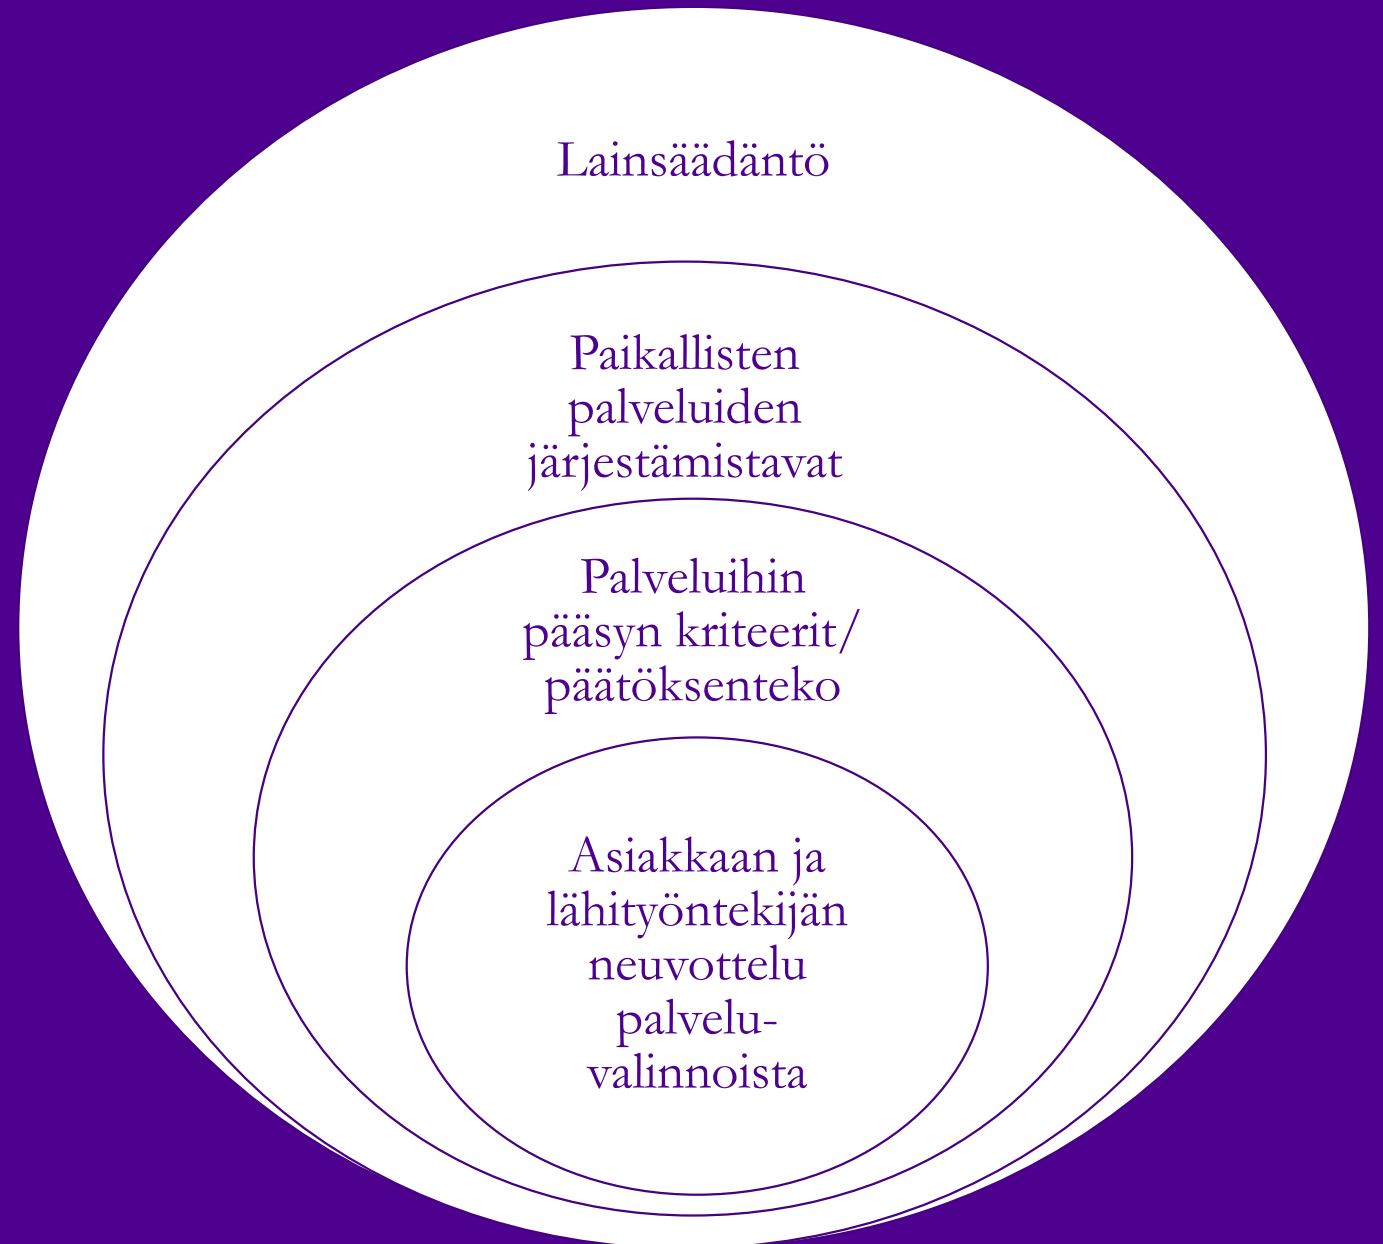 Lainsäädäntö
Paikallisten
palveluiden
järjestämistavat
Palveluihin
pääsyn kriteerit/
päätöksenteko
Asiakkaan ja
lähityöntekijän
neuvottelu
palvelu-
valinnoista